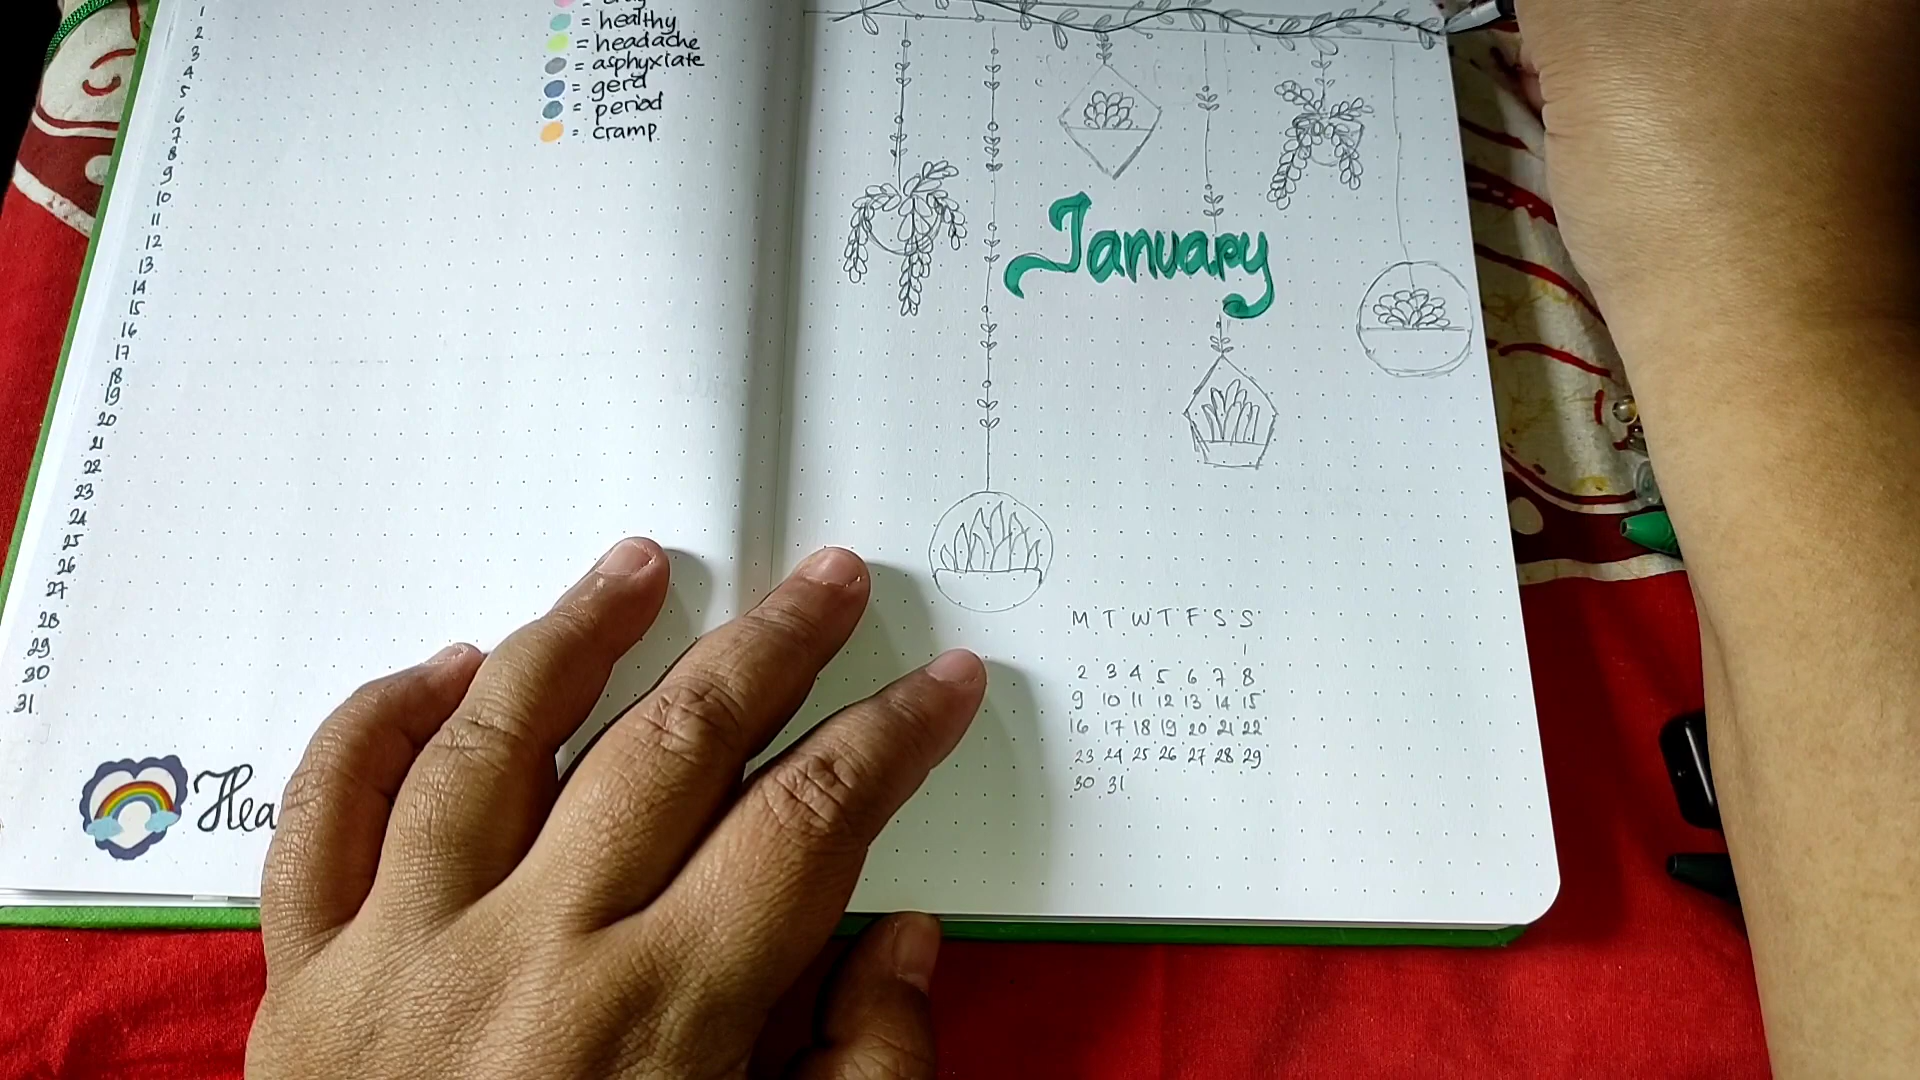 = healthy
= headache
= asphyxiate
= gerd
= period
= cramp
1
2
3
4
5
6
7
8
9
10
11
12
13
14
15
16
17
18
19
20
21
22
23
24
25
26
27
28
29
30
31
January
M T W T F S S
1
2 3 4 5 6 7 8
9 10 11 12 13 14 15
16 17 18 19 20 21 22
23 24 25 26 27 28 29
30 31